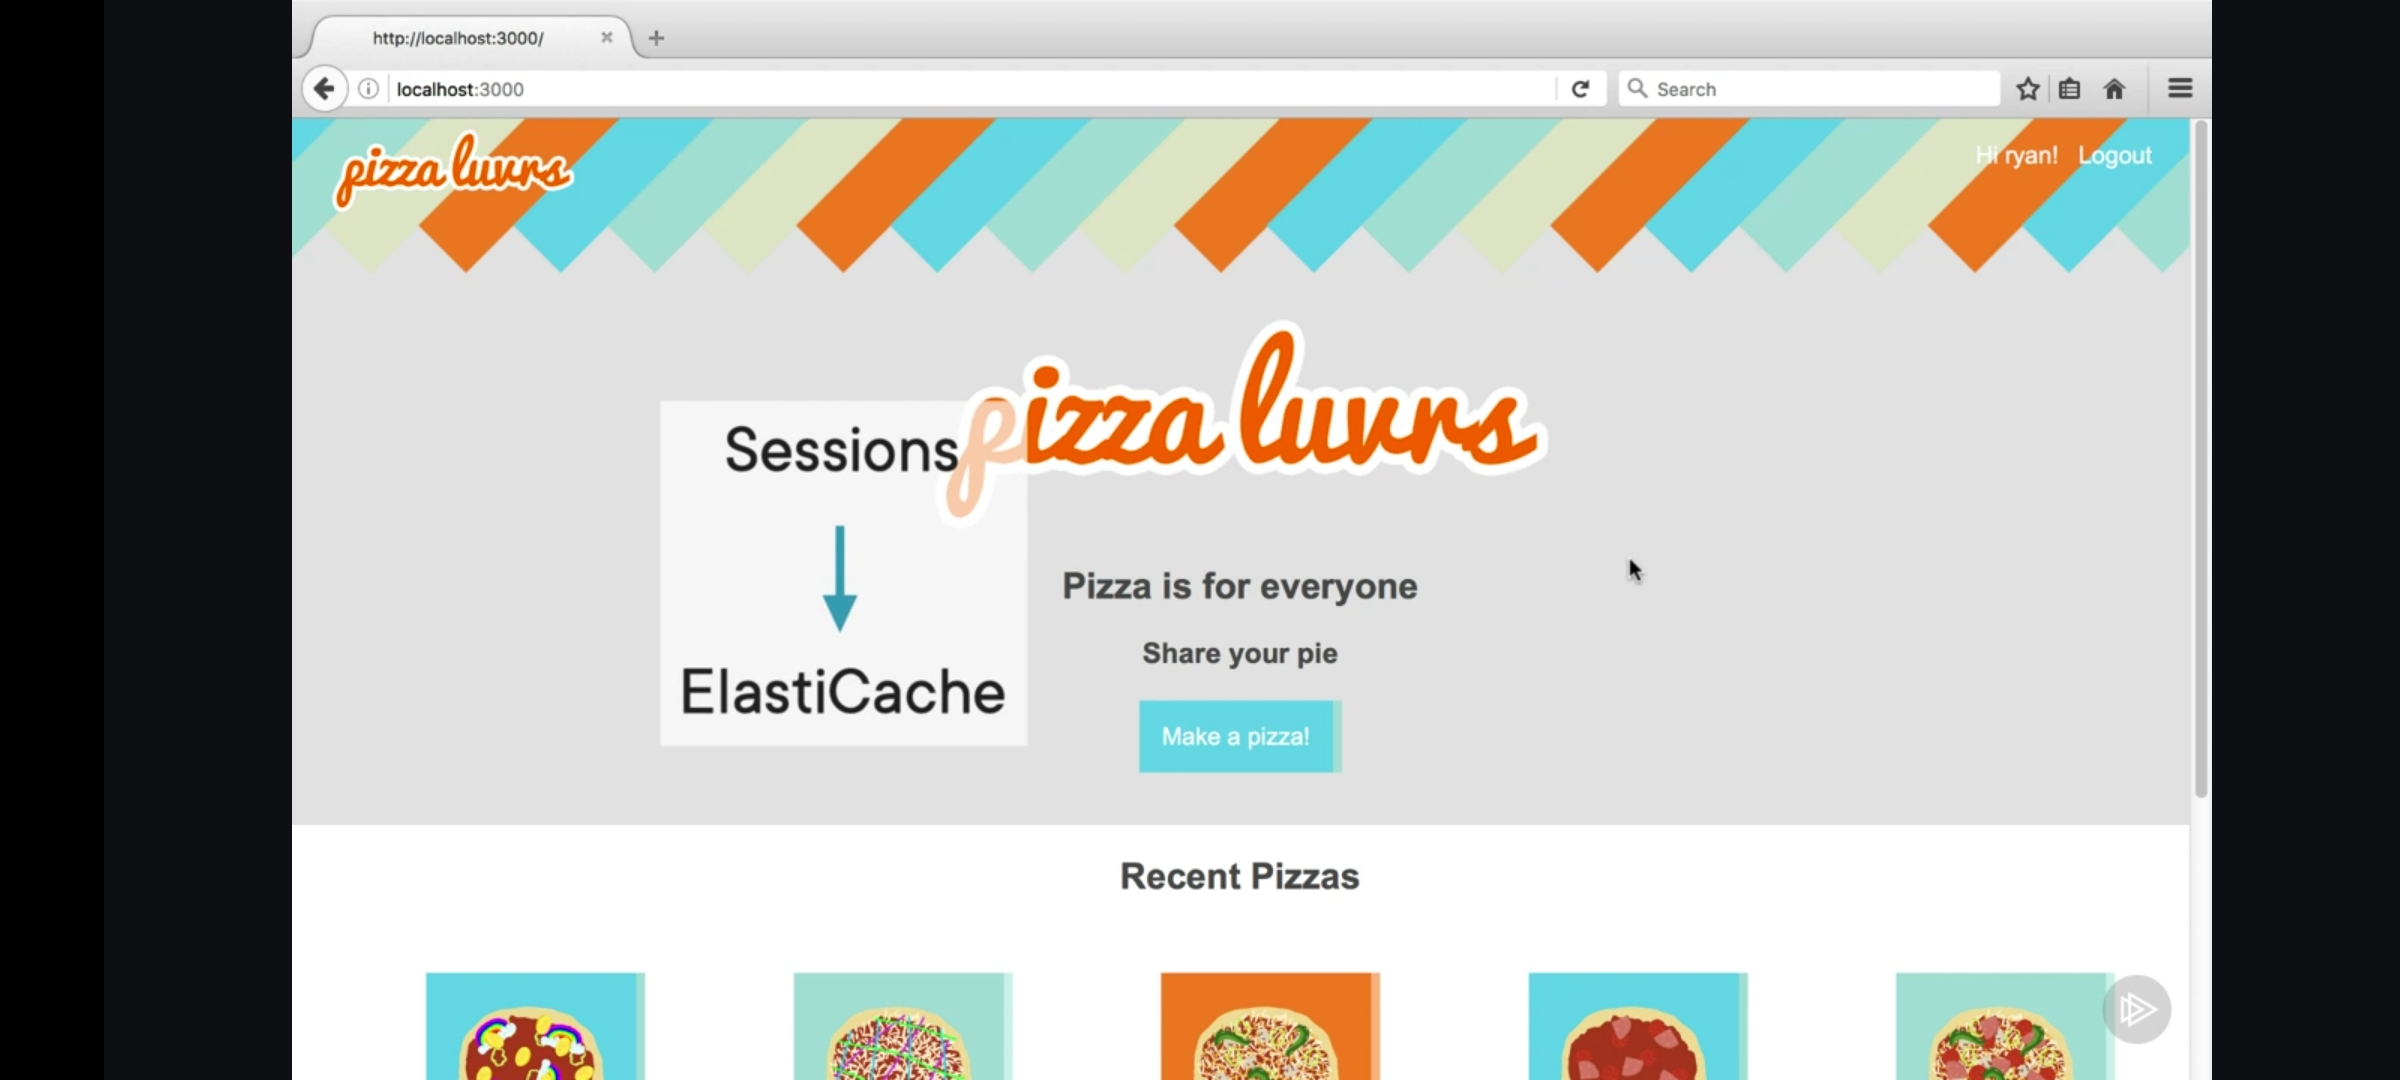 http://localhost:3000/
localhost:3000
Search
pizza luvrs
Hi ryan! Logout
pizza luvrs
Sessions
ElastiCache
Pizza is for everyone
Share your pie
Make a pizza!
Recent Pizzas